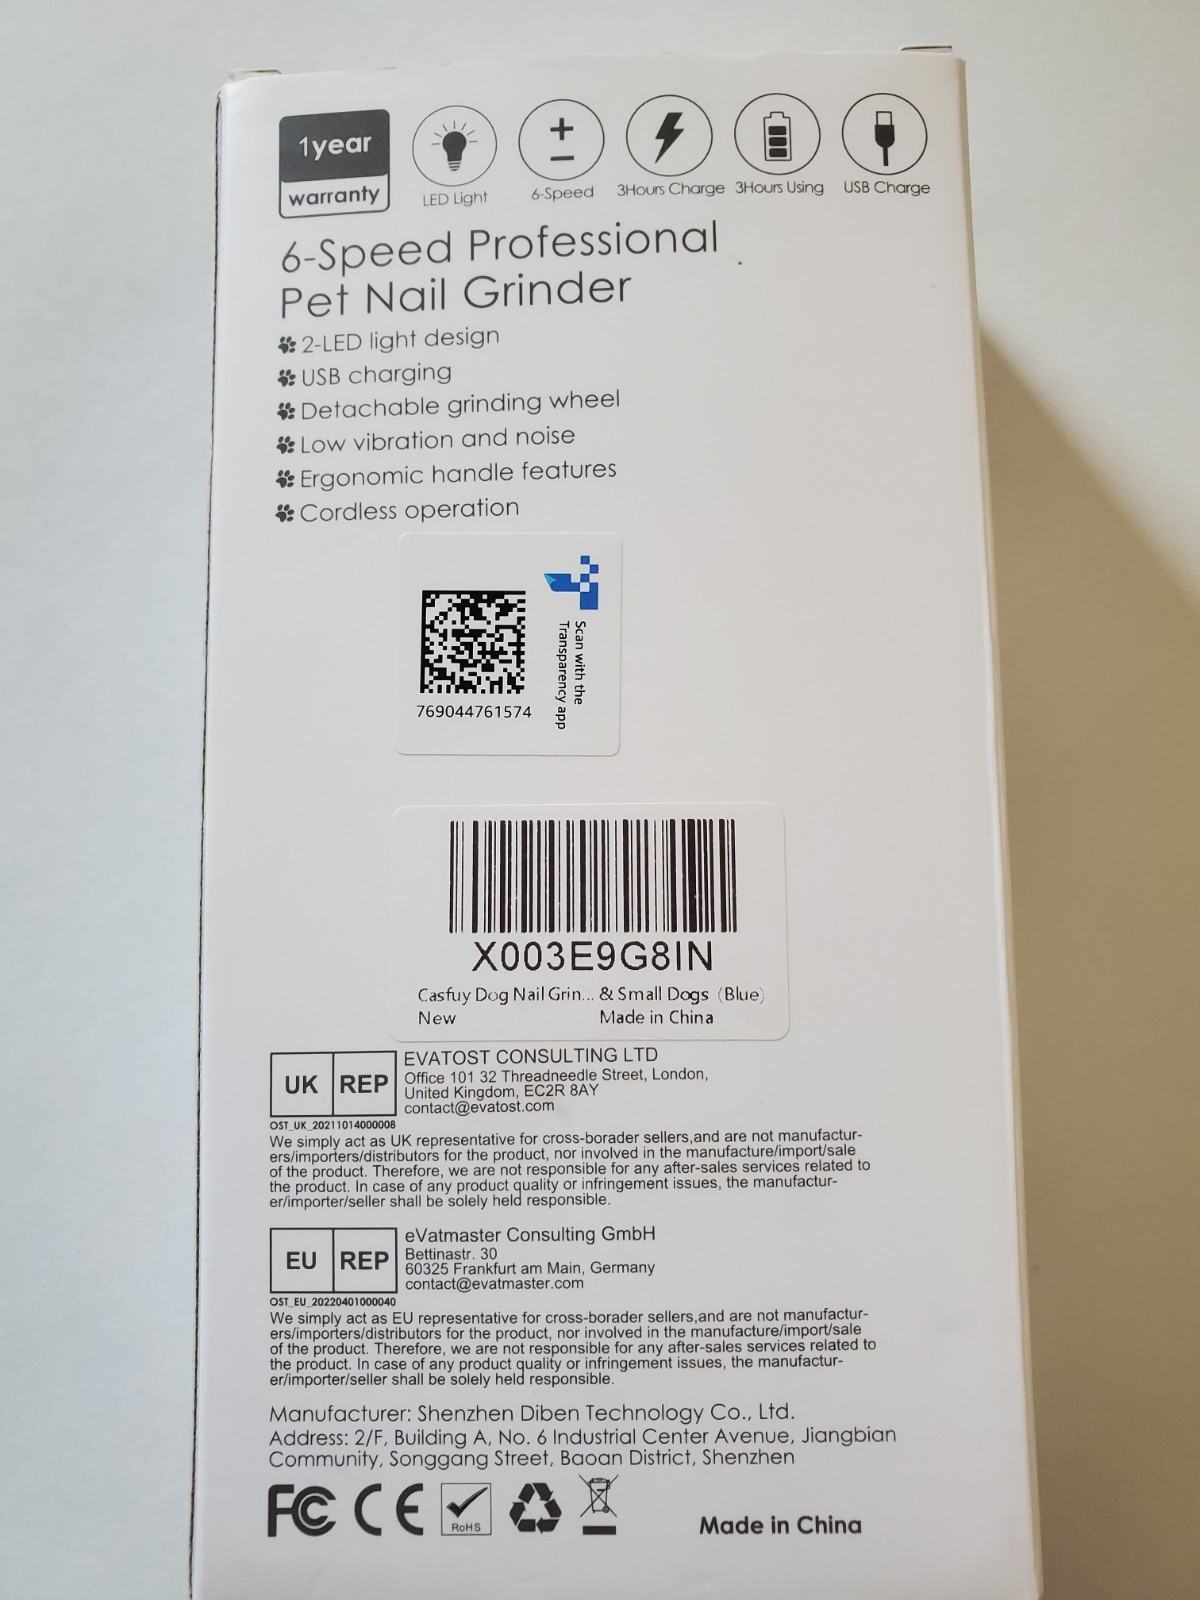 1year
warranty
LED Light
6-Speed
3Hours Charge
3Hours Using
USB Charge
6-Speed Professional
Pet Nail Grinder
2-LED light design
USB charging
Detachable grinding wheel
Low vibration and noise
Ergonomic handle features
Cordless operation
Scan with the
Transparency app
769044761574
X003E9G8IN
Casfuy Dog Nail Grin... & Small Dogs (Blue)
New Made in China
UK REP
OST_UK_20211014000008
EVATOST CONSULTING LTD
Office 101 32 Threadneedle Street, London,
United Kingdom, EC2R 8AY
contact@evatost.com
We simply act as UK representative for cross-borader sellers,and are not manufactur-
ers/importers/distributors for the product, nor involved in the manufacture/import/sale
of the product. Therefore, we are not responsible for any after-sales services related to
the product. In case of any product quality or infringement issues, the manufactur-
er/importer/seller shall be solely held responsible.
EU REP
OST_EU_20220401000040
eVatmaster Consulting GmbH
Bettinastr. 30
60325 Frankfurt am Main, Germany
contact@evatmaster.com
We simply act as EU representative for cross-borader sellers,and are not manufactur-
ers/importers/distributors for the product, nor involved in the manufacture/import/sale
of the product. Therefore, we are not responsible for any after-sales services related to
the product. In case of any product quality or infringement issues, the manufactur-
er/importer/seller shall be solely held responsible.
Manufacturer: Shenzhen Diben Technology Co., Ltd.
Address: 2/F, Building A, No. 6 Industrial Center Avenue, Jiangbian
Community, Songgang Street, Baoan District, Shenzhen
FC CE RoHS
Made in China